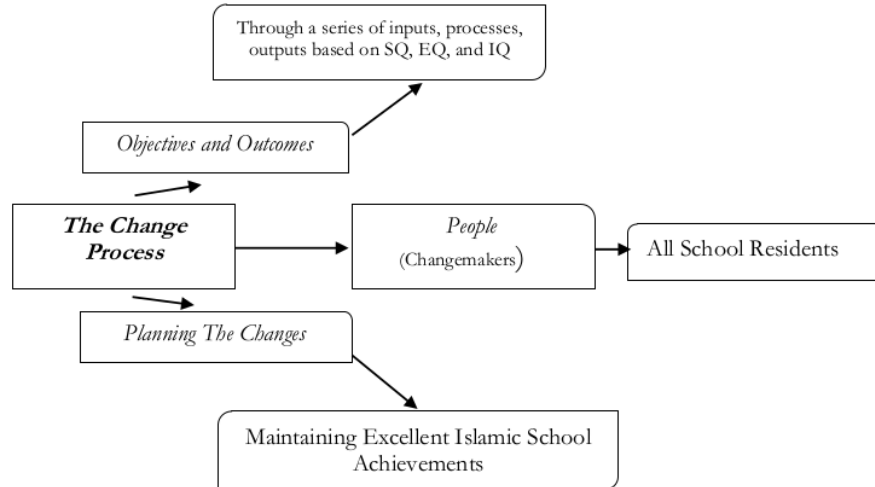 Through a series of inputs, processes,
outputs based on SQ, EQ, and IQ
Objectives and Outcomes
The Change
Process
People
(Changemakers)
All School Residents
Planning The Changes
Maintaining Excellent Islamic School
Achievements